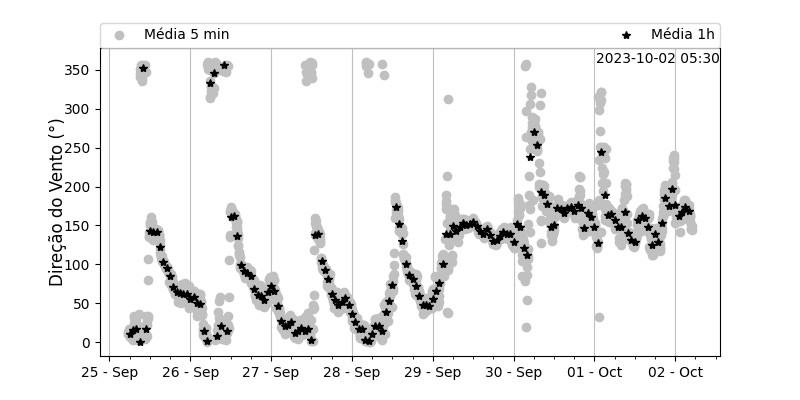 Média 5 min
Média 1h
2023-10-02 05:30
Direção do Vento (°)
350
300
250
200
150
100
50
0
25 - Sep
26 - Sep
27 - Sep
28 - Sep
29 - Sep
30 - Sep
01 - Oct
02 - Oct